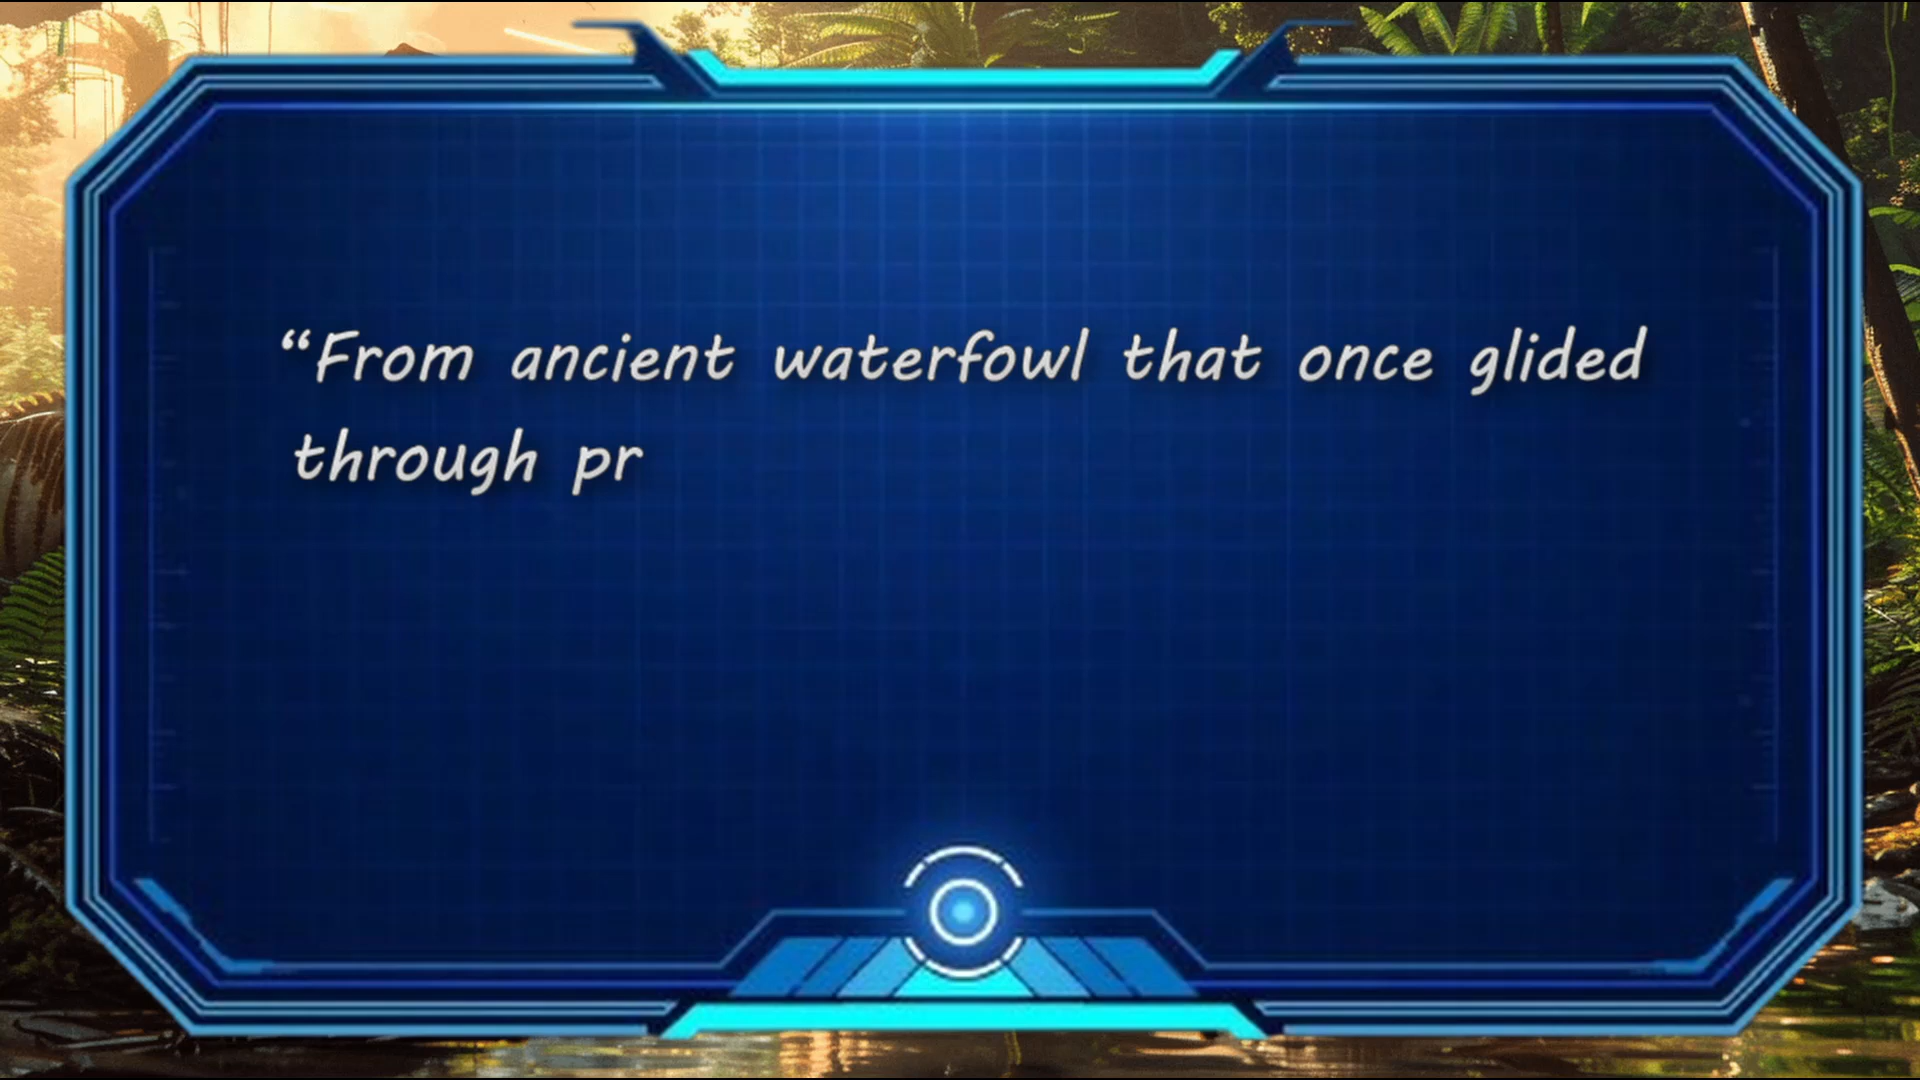 “From ancient waterfowl that once glided
through pr